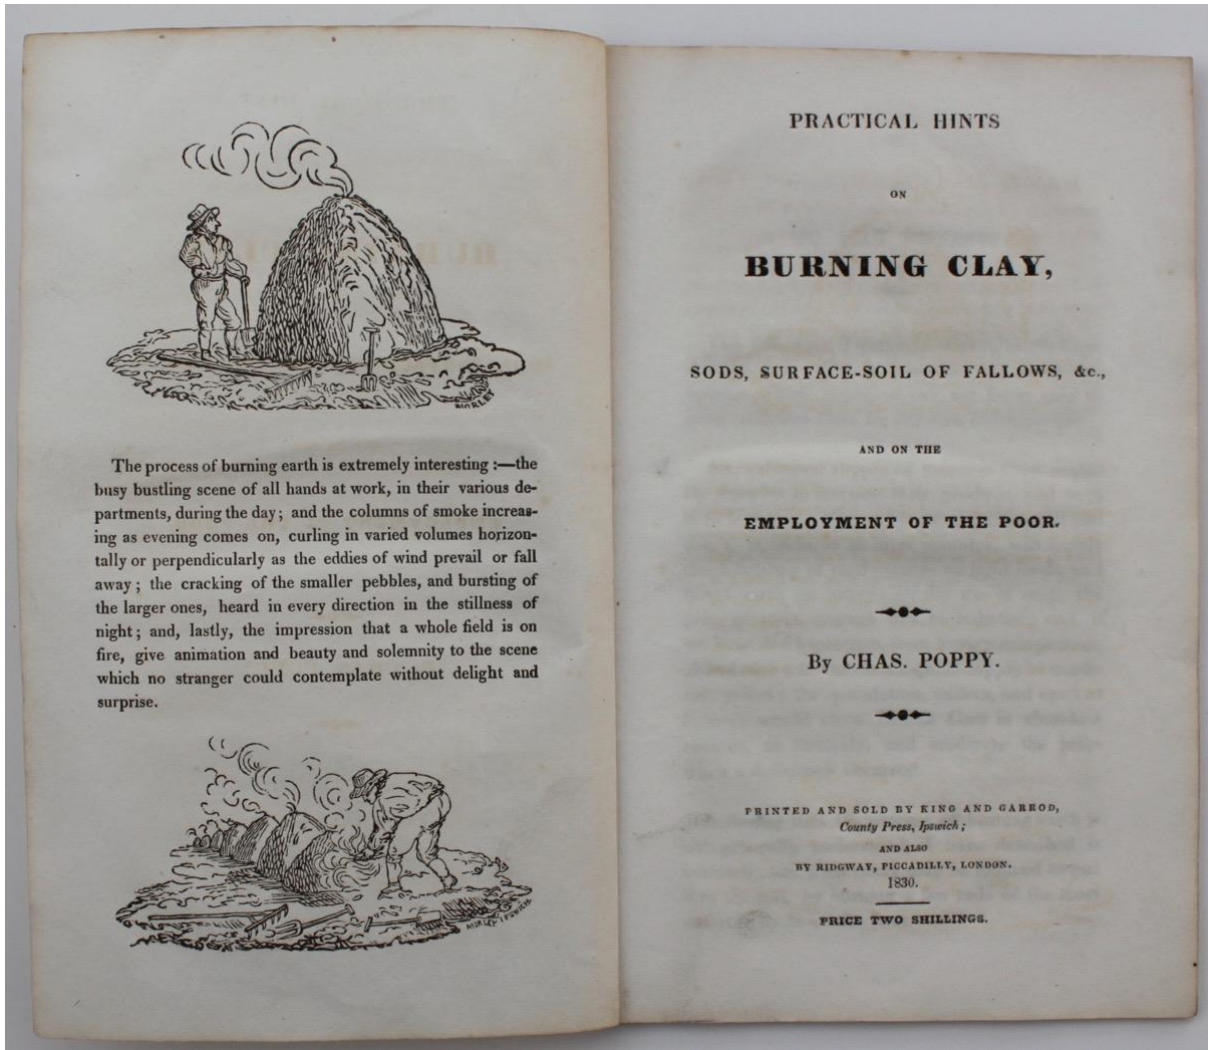 MORLEY
The process of burning earth is extremely interesting :—the
busy bustling scene of all hands at work, in their various de-
partments, during the day ; and the columns of smoke increas-
ing as evening comes on, curling in varied volumes horizon-
tally or perpendicularly as the eddies of wind prevail or fall
away ; the cracking of the smaller pebbles, and bursting of
the larger ones, heard in every direction in the stillness of
night ; and, lastly, the impression that a whole field is on
fire, give animation and beauty and solemnity to the scene
which no stranger could contemplate without delight and
surprise.
MORLEY IPSWICH
PRACTICAL HINTS
ON
BURNING CLAY,
SODS, SURFACE-SOIL OF FALLOWS, &c.,
AND ON THE
EMPLOYMENT OF THE POOR.
By CHAS. POPPY.
PRINTED AND SOLD BY KING AND GARROD,
County Press, Ipswich ;
AND ALSO
BY RIDGWAY, PICCADILLY, LONDON.
1830.
PRICE TWO SHILLINGS.